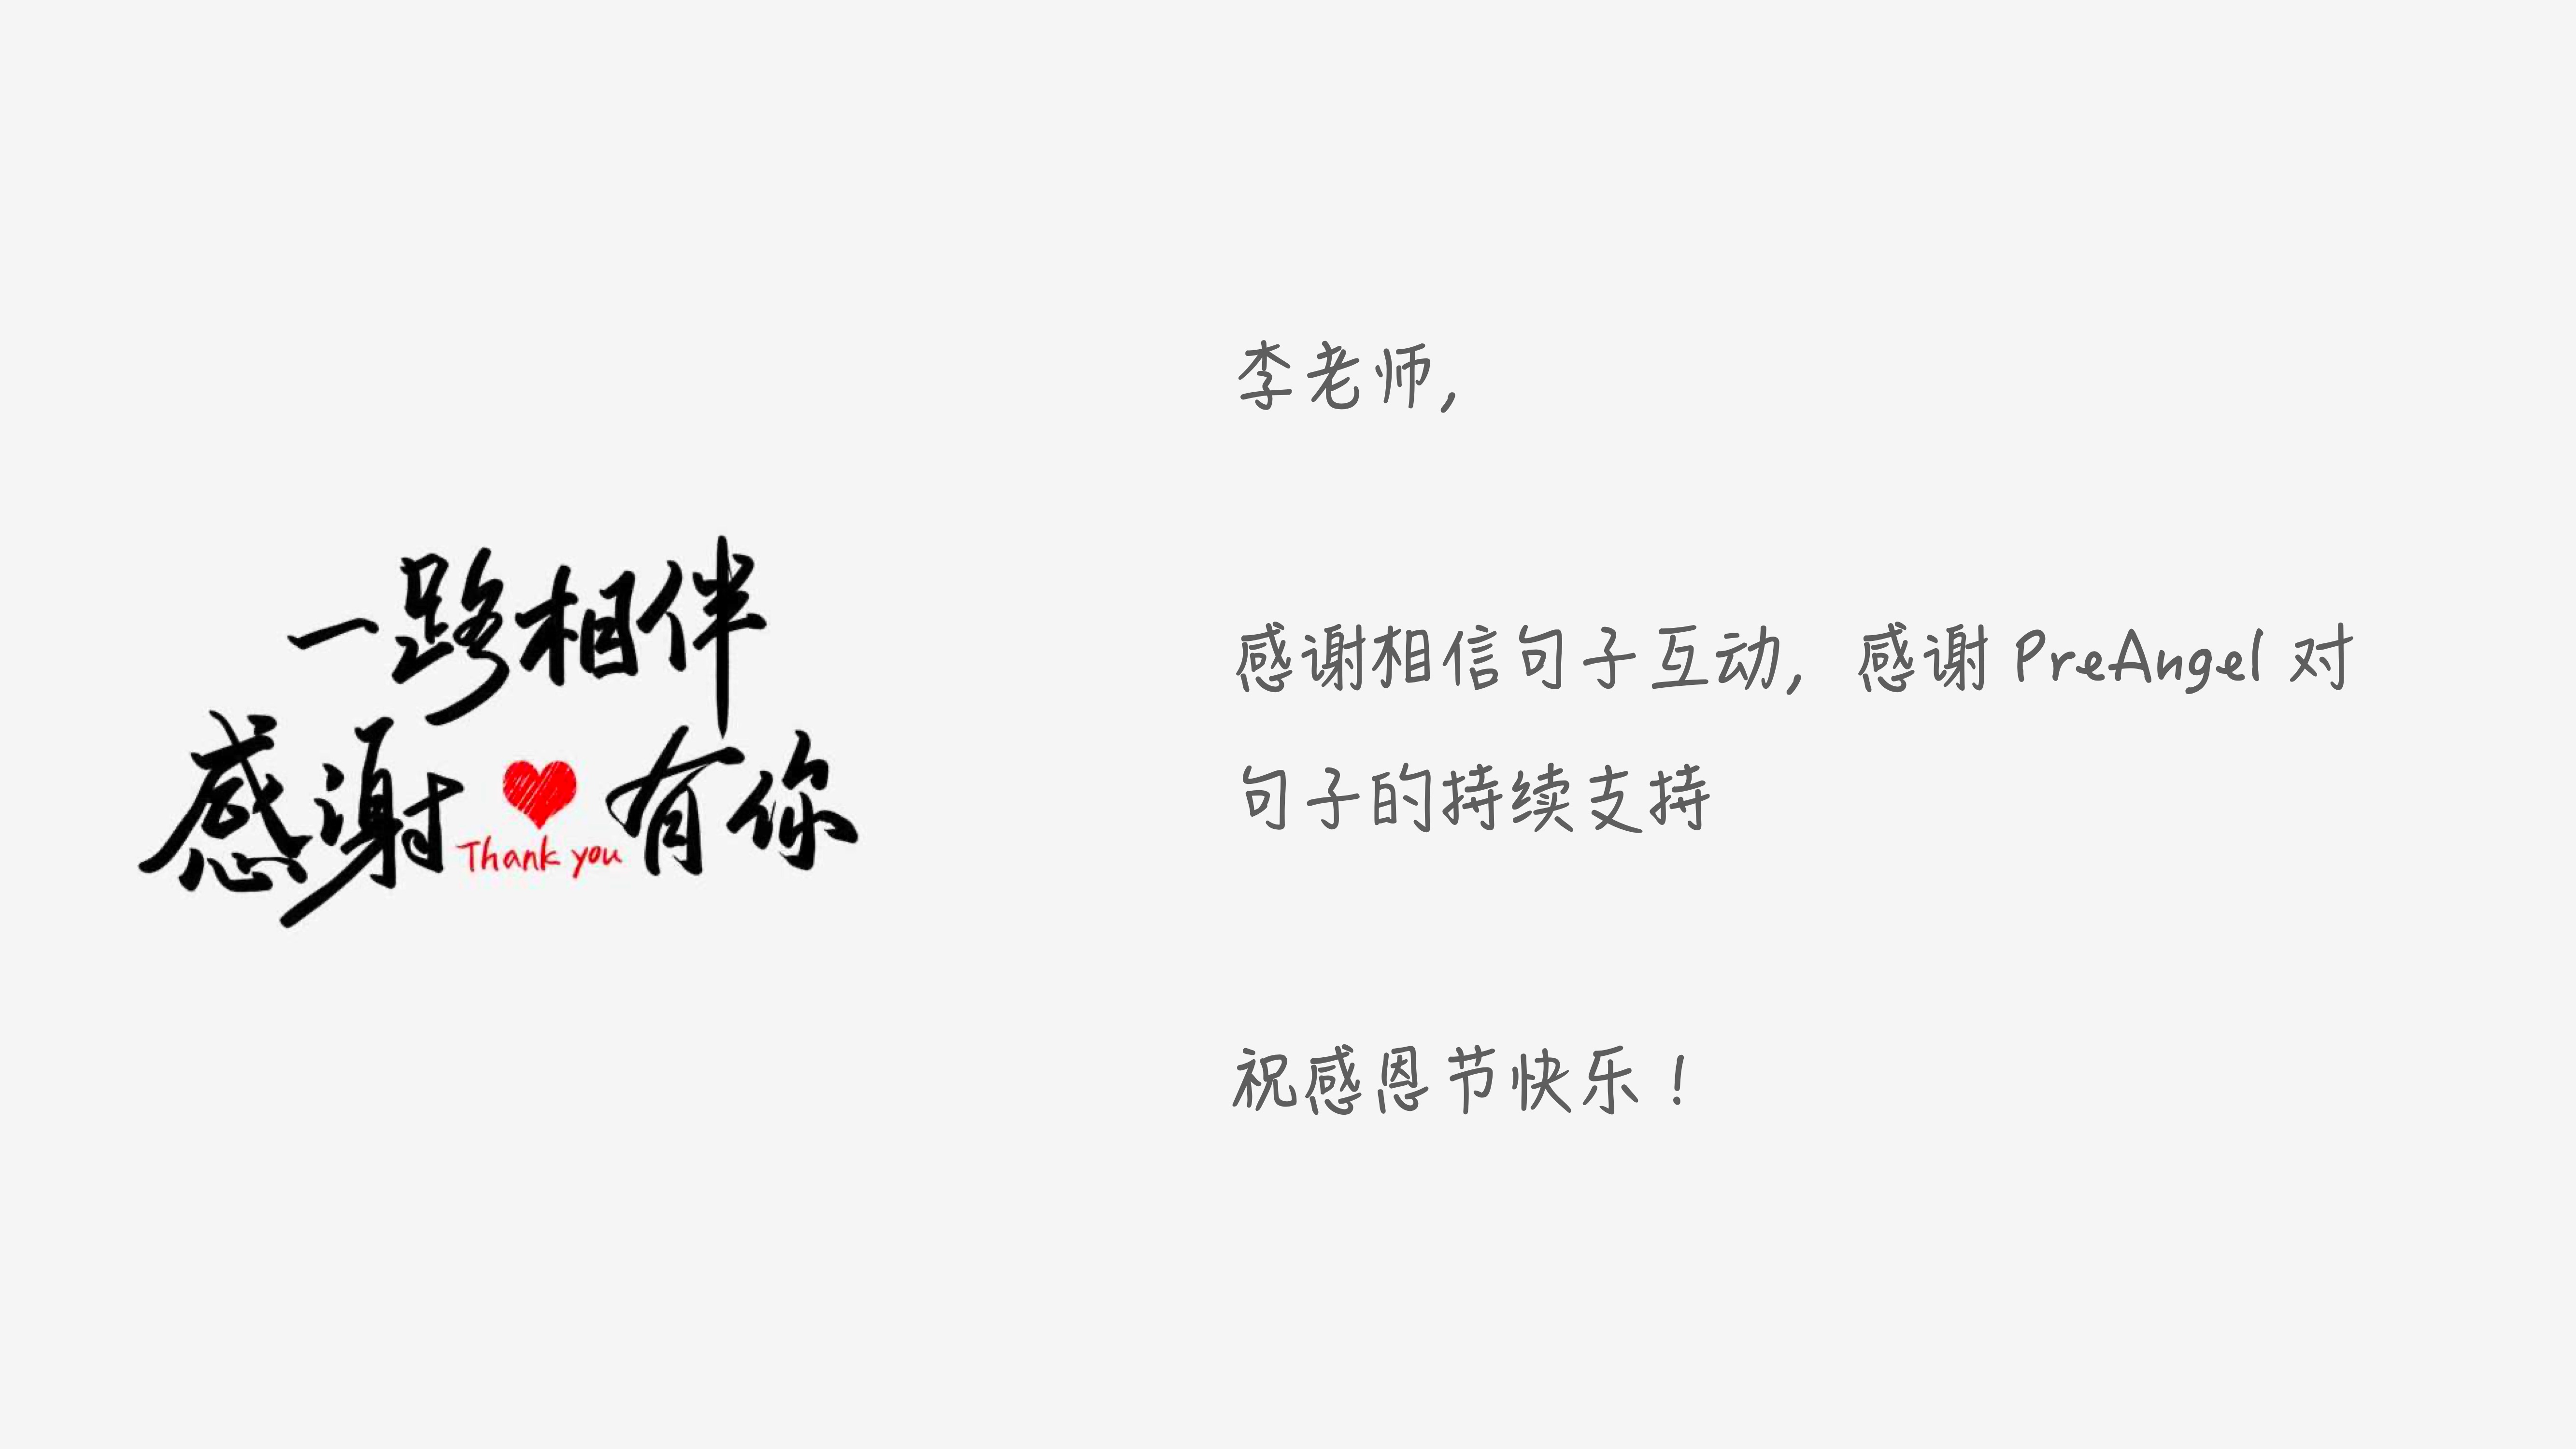 一路相伴
感谢 有你
Thank you
李老师,
感谢相信句子互动, 感谢 PreAngel 对
句子的持续支持
祝感恩节快乐！